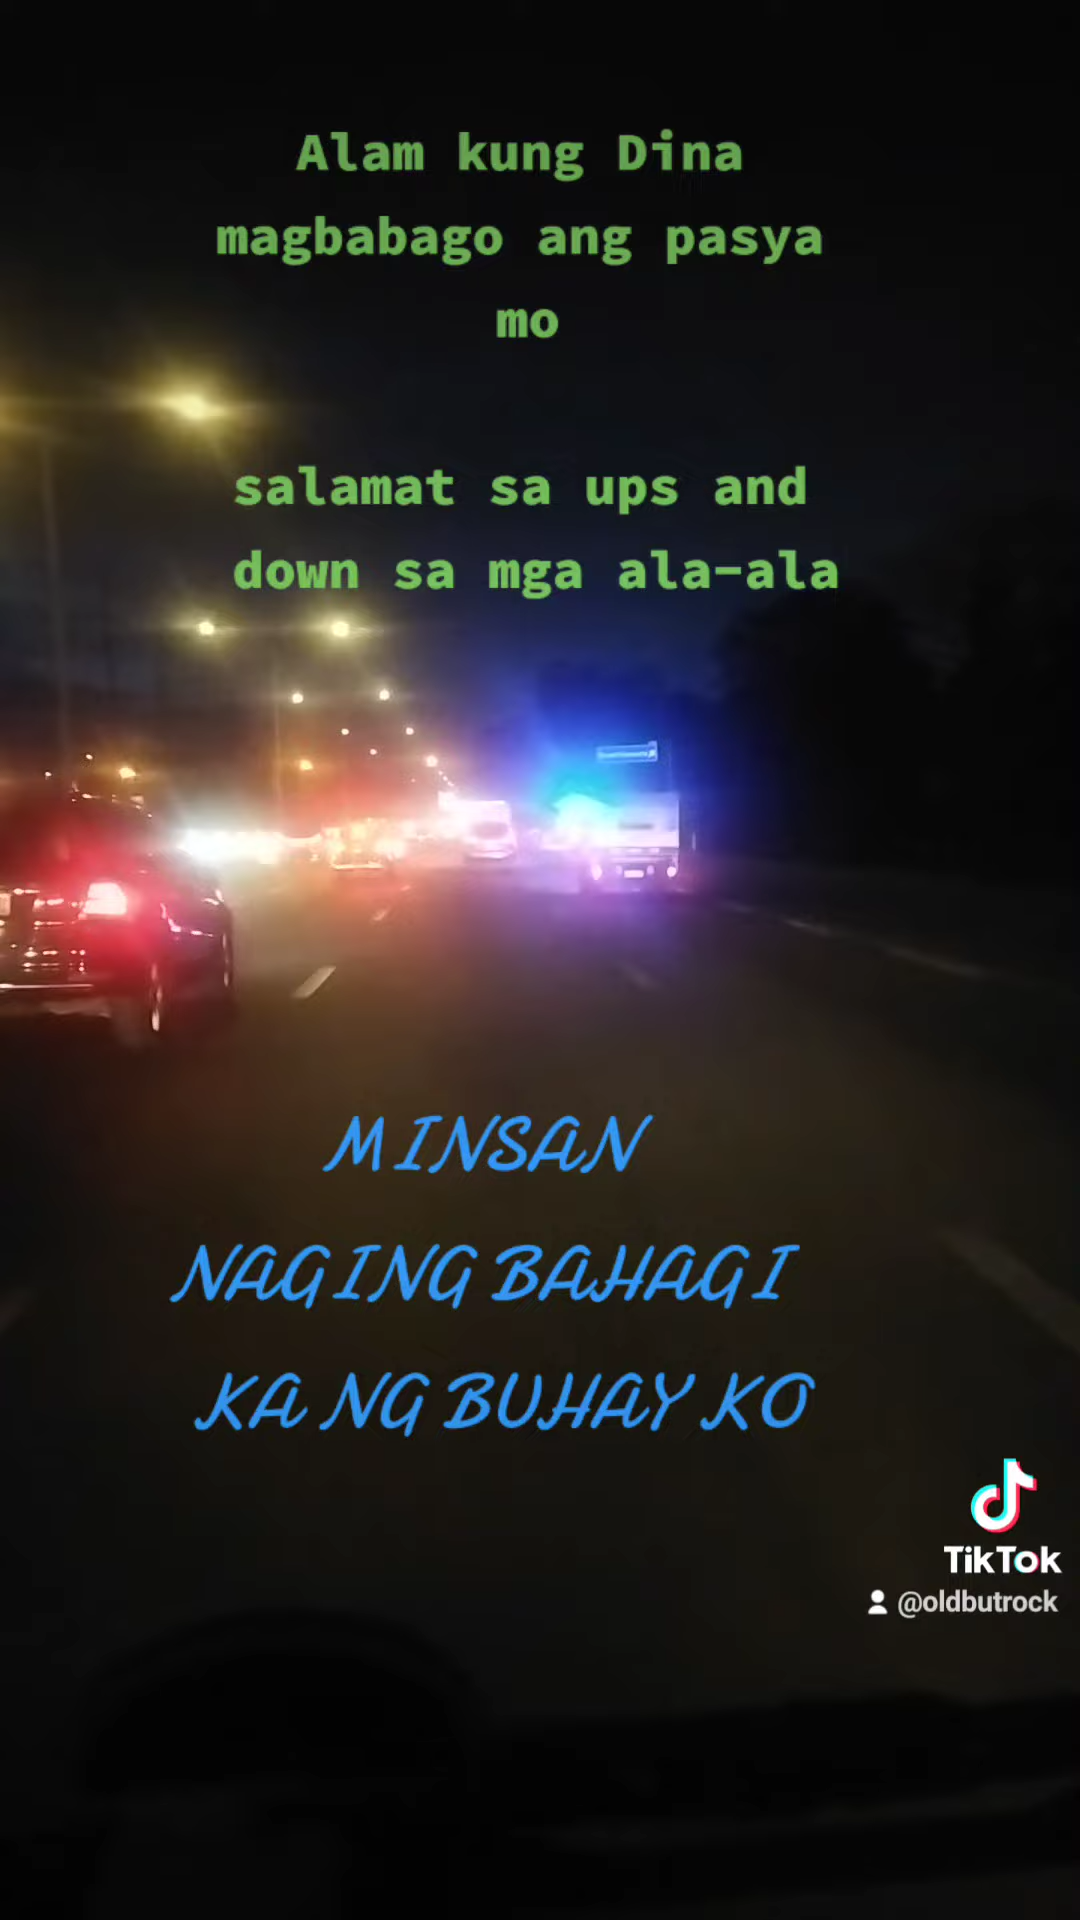 Alam kung Dina
magbabago ang pasya
mo
salamat sa ups and
down sa mga ala-ala
MINSAN
NAGING BAHAGI
KA NG BUHAY KO
TikTok
@oldbutrock